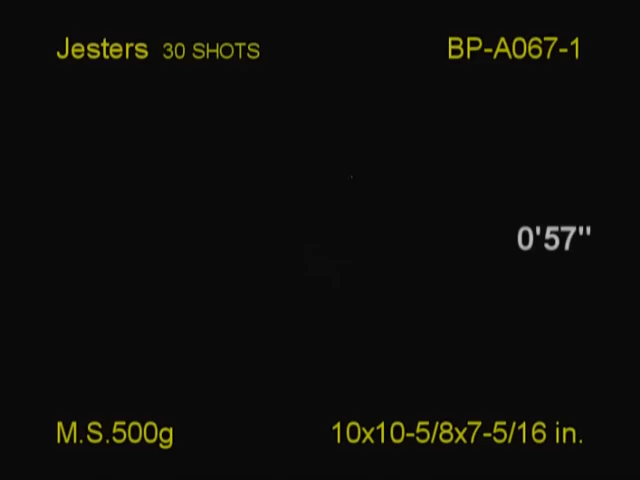 Jesters 30 SHOTS
BP-A067-1
0'57"
M.S.500g
10x10-5/8x7-5/16 in.